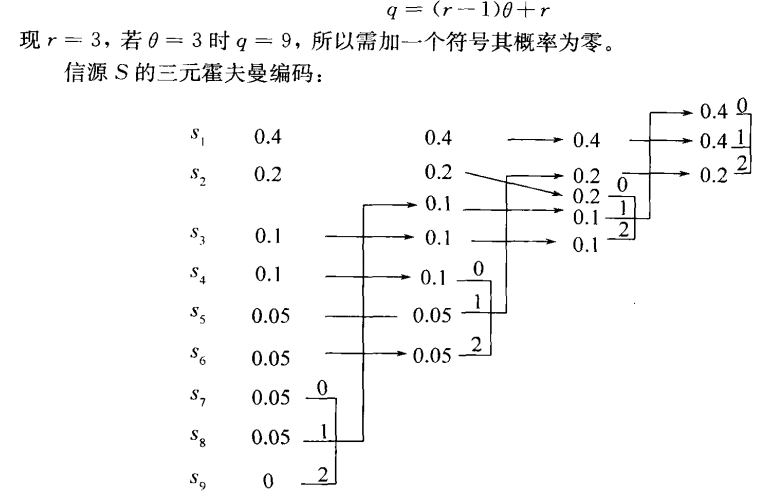 q = (r－1)θ＋r
现 r = 3，若 θ = 3 时 q = 9，所以需加一个符号其概率为零。
信源 S 的三元霍夫曼编码：
0.4 0
s₁ 0.4 0.4 0.4 0.4 1
s₂ 0.2 0.2 0.2 0.2 2
0.2 0
0.1 0.1 1
s₃ 0.1 0.1 0.1 2
s₄ 0.1 0.1 0
s₅ 0.05 0.05 1
s₆ 0.05 0.05 2
s₇ 0.05 0
s₈ 0.05 1
s₉ 0 2